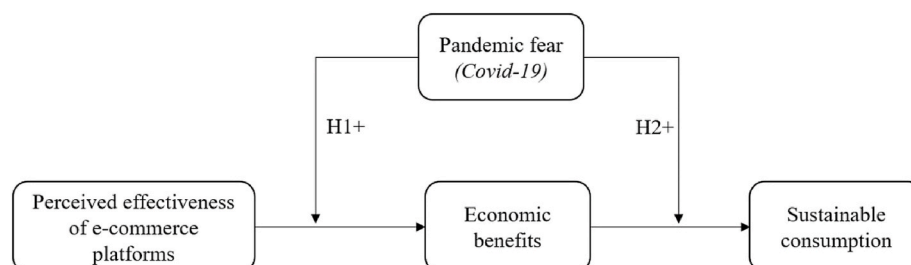 Pandemic fear
(Covid-19)
H1+
H2+
Perceived effectiveness
of e-commerce
platforms
Economic
benefits
Sustainable
consumption